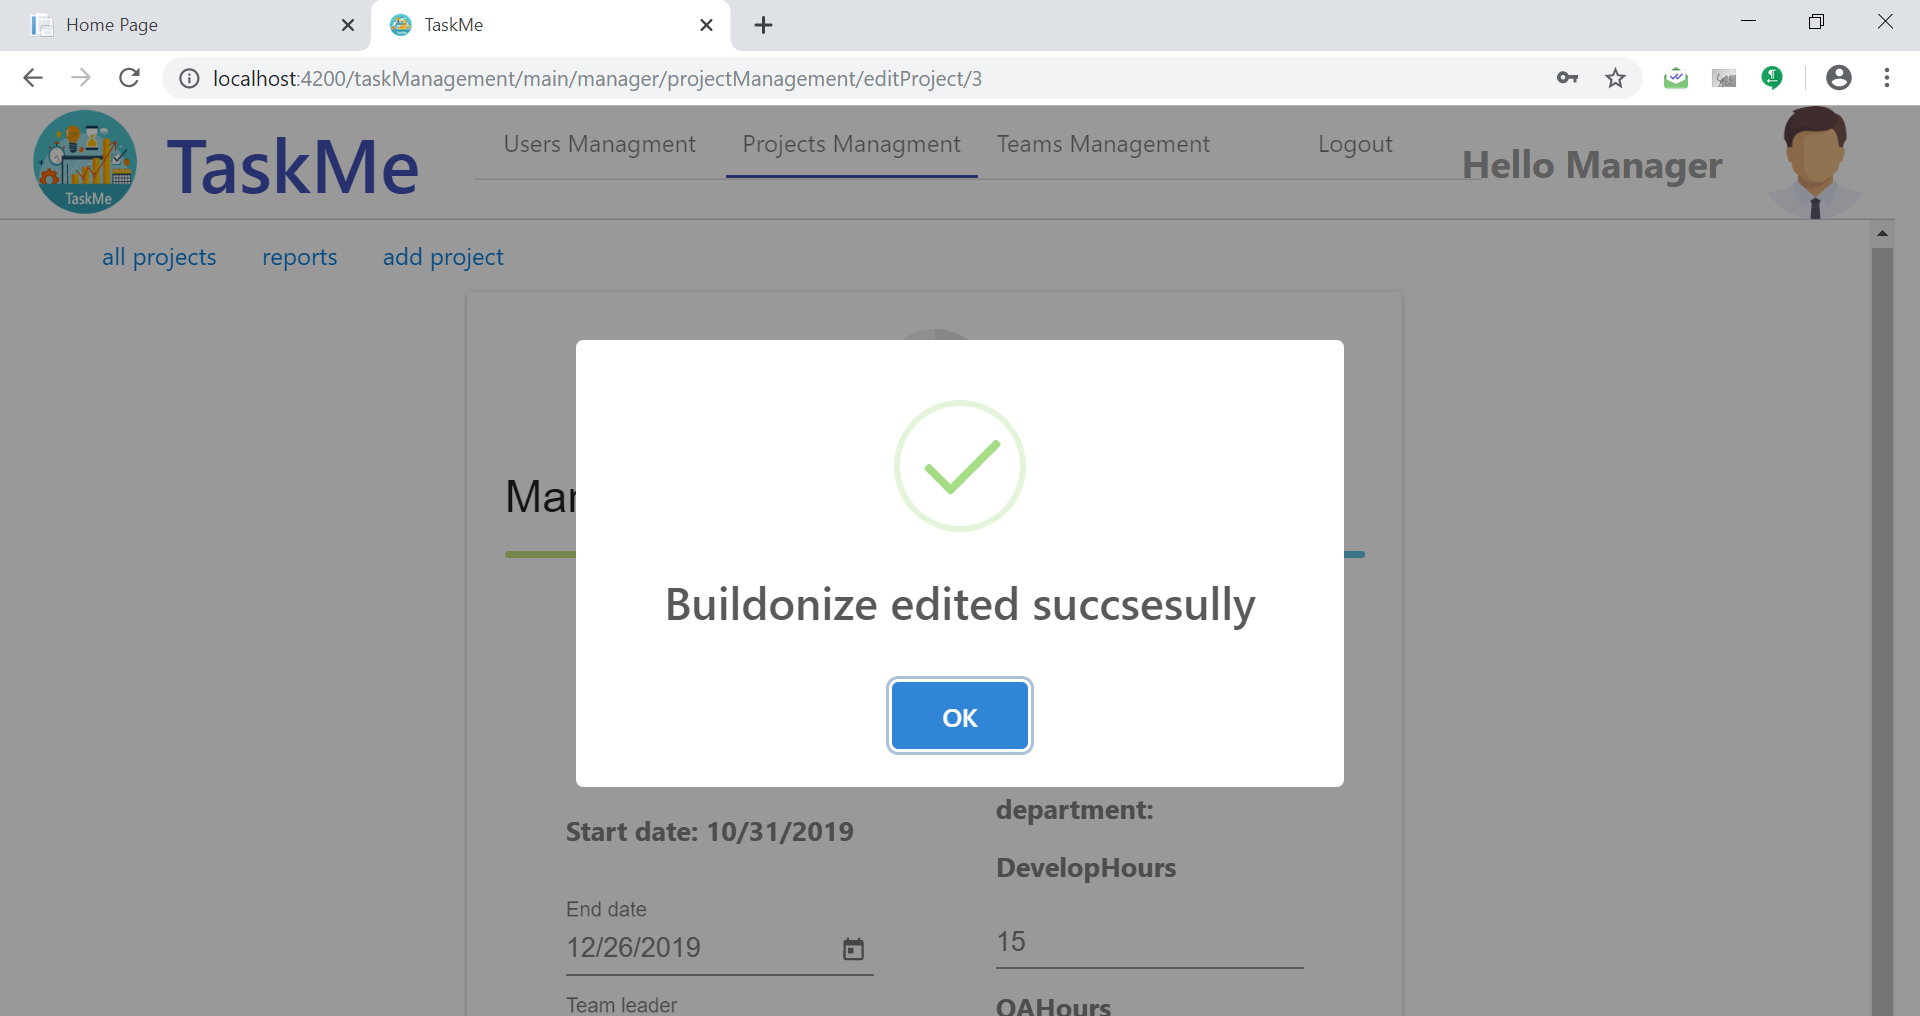 Home Page
TaskMe
localhost:4200/taskManagement/main/manager/projectManagement/editProject/3
TaskMe
TaskMe
Users Managment
Projects Managment
Teams Management
Logout
Hello Manager
all projects
reports
add project
Buildonize edited succsesully
OK
department:
Start date: 10/31/2019
DevelopHours
End date
12/26/2019
15
Team leader
QAHours